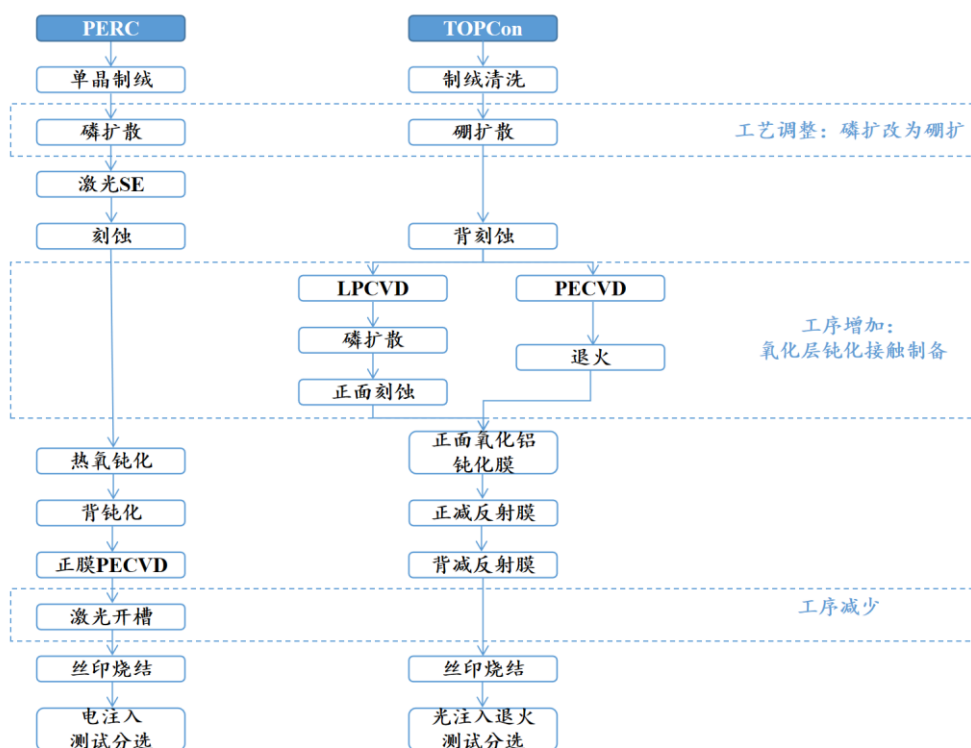 PERC
TOPCon
单晶制绒
制绒清洗
磷扩散
硼扩散
工艺调整：磷扩改为硼扩
激光SE
刻蚀
背刻蚀
LPCVD
PECVD
磷扩散
退火
正面刻蚀
工序增加：
氧化层钝化接触制备
正面氧化铝
钝化膜
热氧钝化
背钝化
正减反射膜
正膜PECVD
背减反射膜
激光开槽
工序减少
丝印烧结
丝印烧结
电注入
测试分选
光注入退火
测试分选